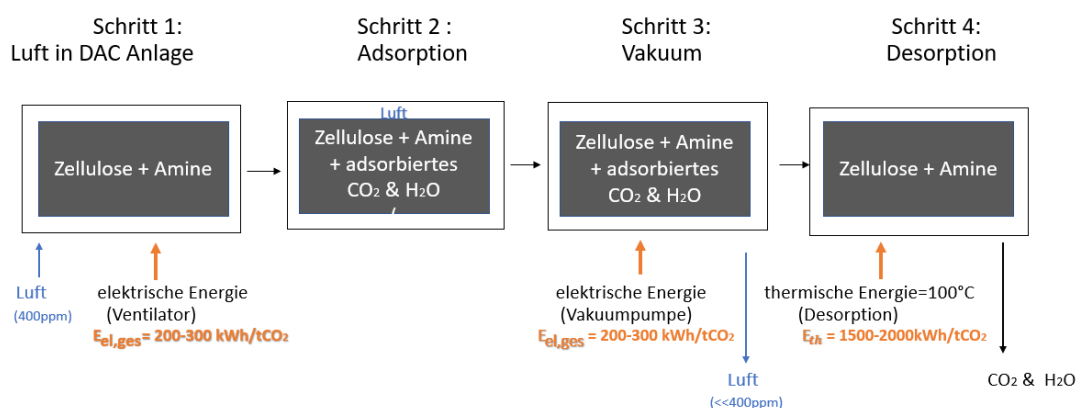 Schritt 1:
Luft in DAC Anlage
Schritt 2 :
Adsorption
Schritt 3:
Vakuum
Schritt 4:
Desorption
Zellulose + Amine
Luft
Zellulose + Amine
+ adsorbiertes
CO₂ & H₂O
/
Zellulose + Amine
+ adsorbiertes
CO₂ & H₂O
Zellulose + Amine
Luft
(400ppm)
elektrische Energie
(Ventilator)
Eel,ges= 200-300 kWh/tCO₂
elektrische Energie
(Vakuumpumpe)
Eel,ges = 200-300 kWh/tCO₂
thermische Energie=100°C
(Desorption)
Eth = 1500-2000kWh/tCO₂
Luft
(<<400ppm)
CO₂ & H₂O